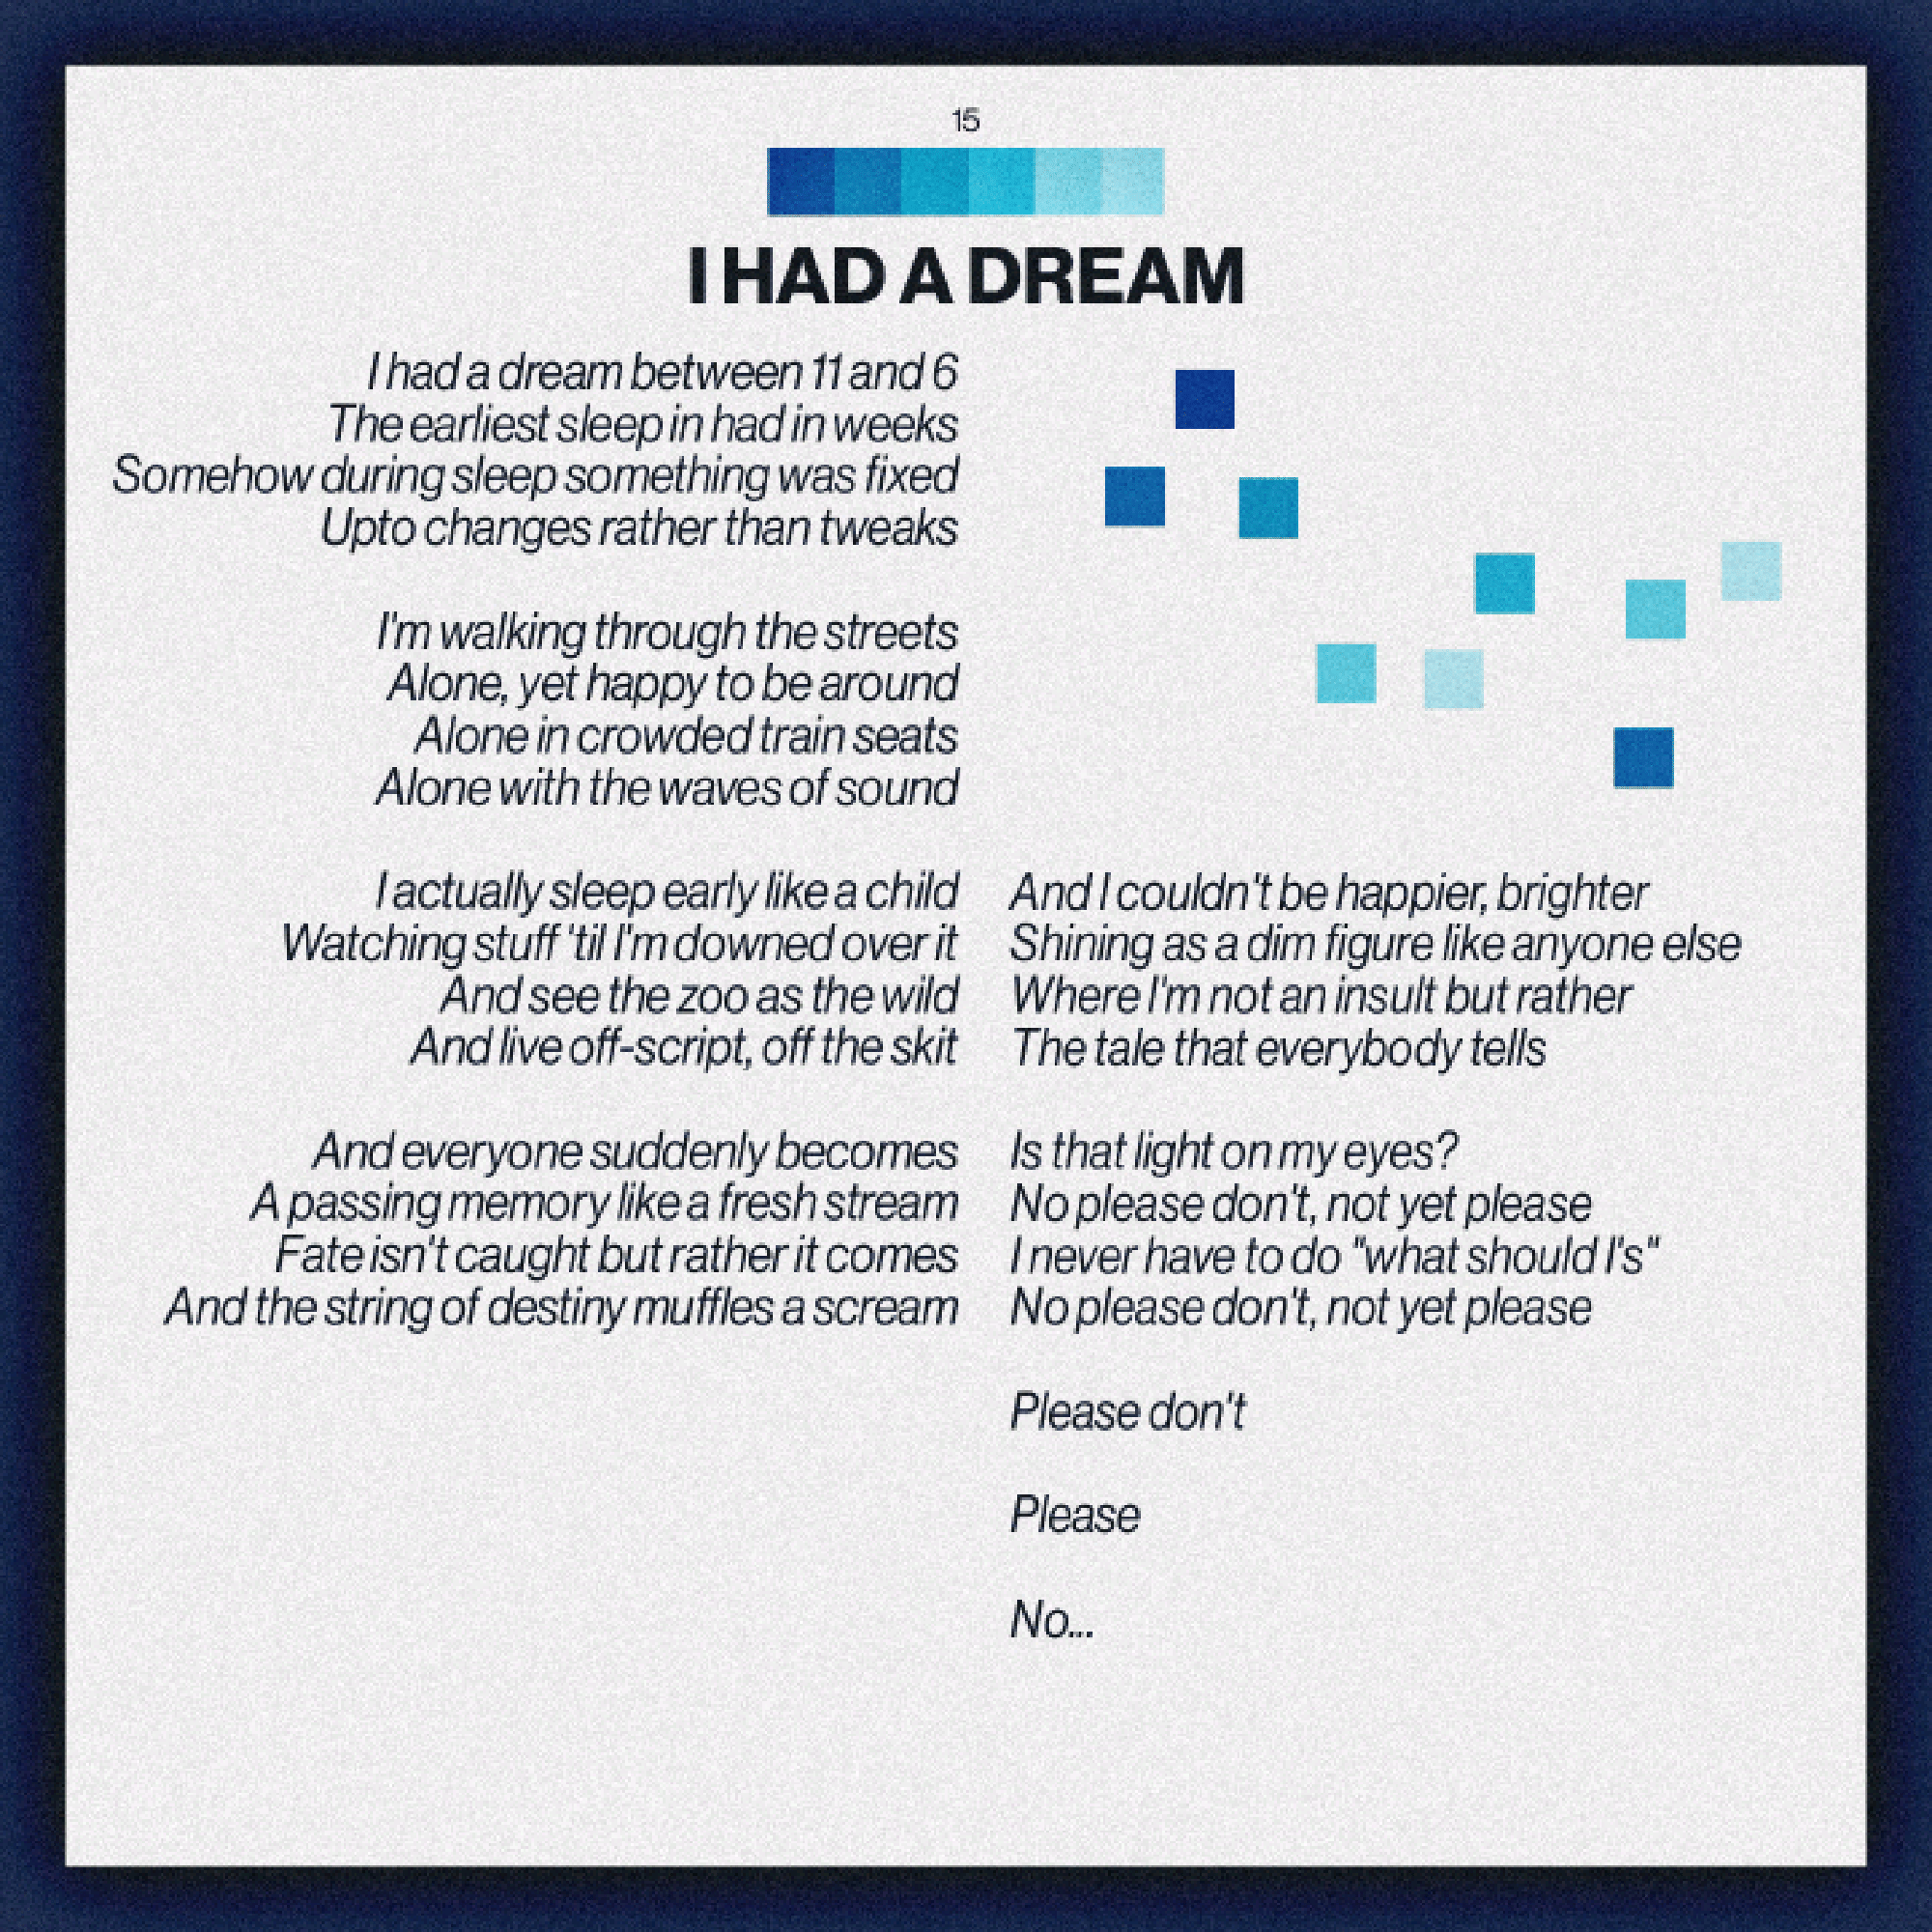 15
I HAD A DREAM
I had a dream between 11 and 6
The earliest sleep in had in weeks
Somehow during sleep something was fixed
Upto changes rather than tweaks
I'm walking through the streets
Alone, yet happy to be around
Alone in crowded train seats
Alone with the waves of sound
I actually sleep early like a child
Watching stuff 'til I'm downed over it
And see the zoo as the wild
And live off-script, off the skit
And everyone suddenly becomes
A passing memory like a fresh stream
Fate isn't caught but rather it comes
And the string of destiny muffles a scream
And I couldn't be happier, brighter
Shining as a dim figure like anyone else
Where I'm not an insult but rather
The tale that everybody tells
Is that light on my eyes?
No please don't, not yet please
I never have to do "what should I's"
No please don't, not yet please
Please don't
Please
No...